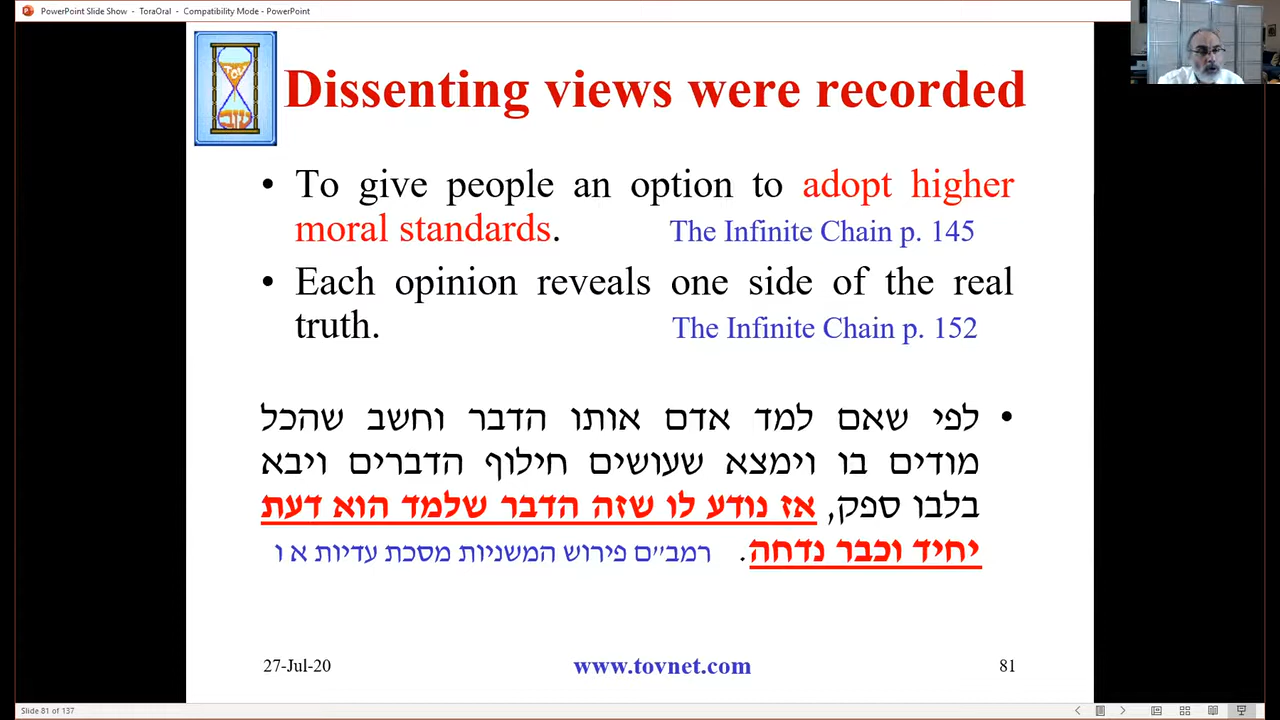 PowerPoint Slide Show - ToraOral - Compatibility Mode - PowerPoint
Dissenting views were recorded
• To give people an option to adopt higher
moral standards. The Infinite Chain p. 145
• Each opinion reveals one side of the real
truth. The Infinite Chain p. 152
• לפי שאם למד אדם אותו הדבר וחשב שהכל
מודים בו וימצא שעושים חילוף הדברים ויבא
בלבו ספק, אז נודע לו שזה הדבר שלמד הוא דעת
יחיד וכבר נדחה. רמב״ם פירוש המשניות מסכת עדיות א ו
27-Jul-20 www.tovnet.com 81
Slide 81 of 137